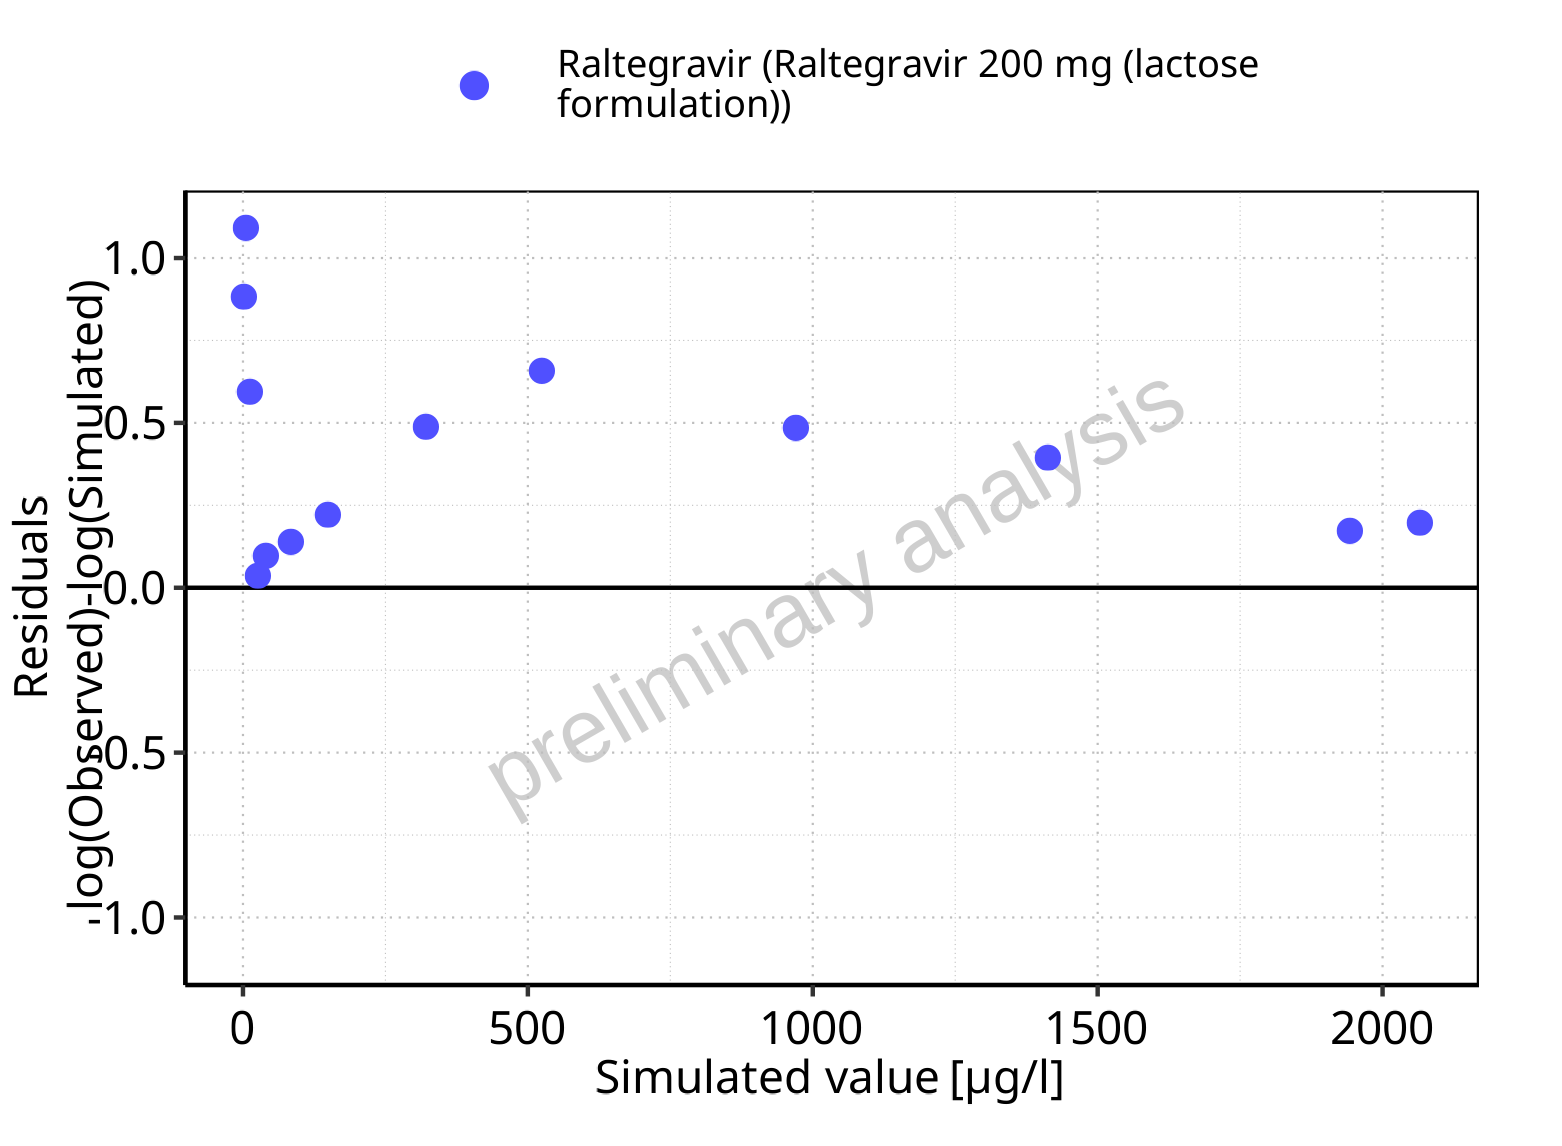 Raltegravir (Raltegravir 200 mg (lactose
formulation))
Residuals
log(Observed)-log(Simulated)
1.0
0.5
0.0
-0.5
-1.0
preliminary analysis
0 500 1000 1500 2000
Simulated value [µg/l]